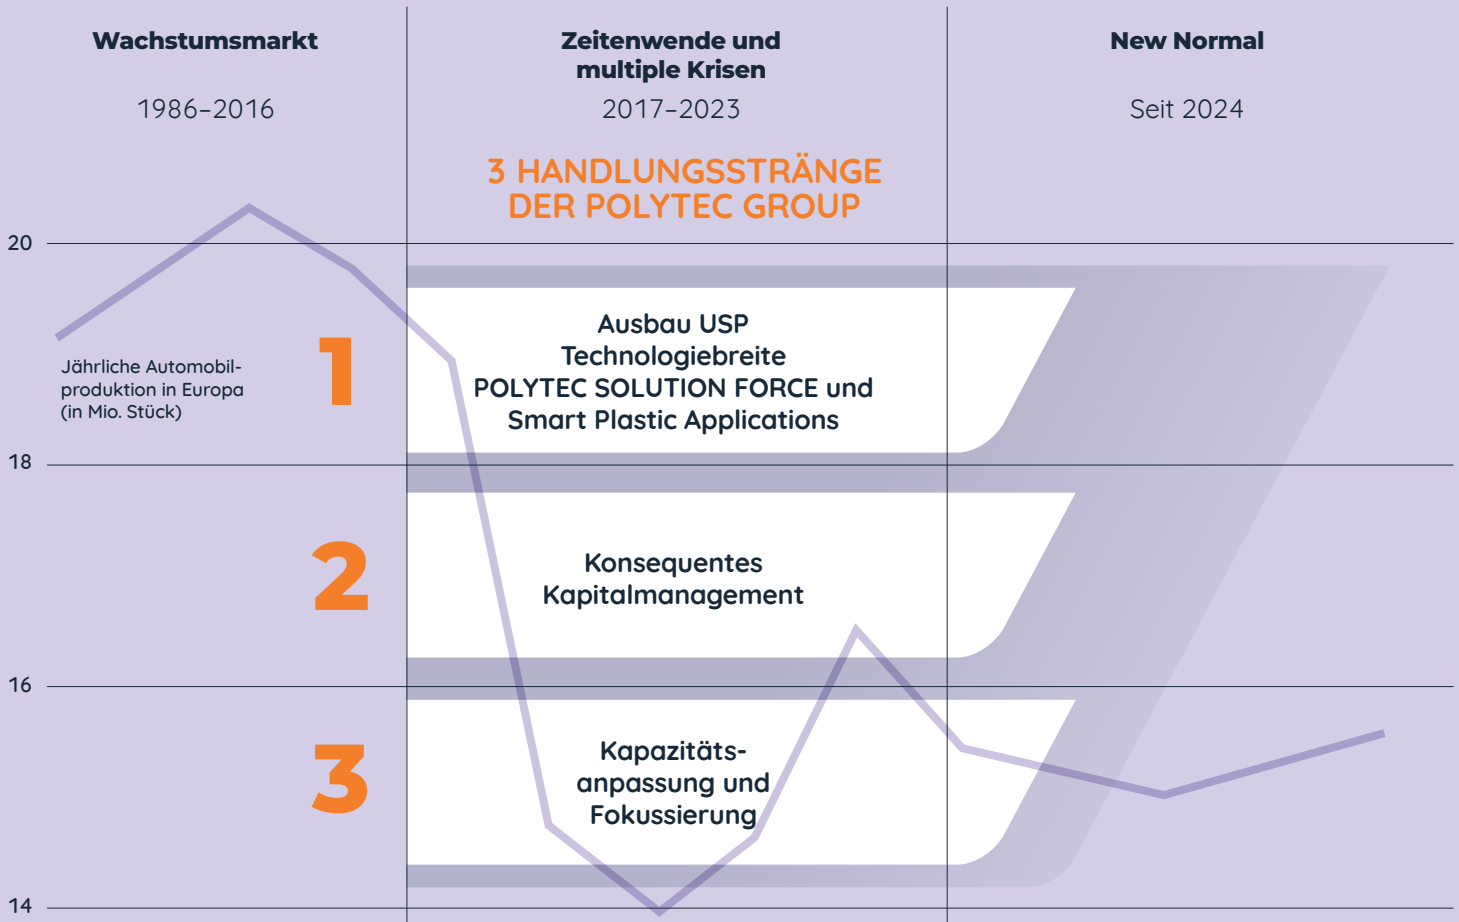 Wachstumsmarkt
1986–2016
Zeitenwende und
multiple Krisen
2017–2023
New Normal
Seit 2024
3 HANDLUNGSSTRÄNGE
DER POLYTEC GROUP
20
Jährliche Automobil-
produktion in Europa
(in Mio. Stück)
1
Ausbau USP
Technologiebreite
POLYTEC SOLUTION FORCE und
Smart Plastic Applications
18
2
Konsequentes
Kapitalmanagement
16
3
Kapazitäts-
anpassung und
Fokussierung
14